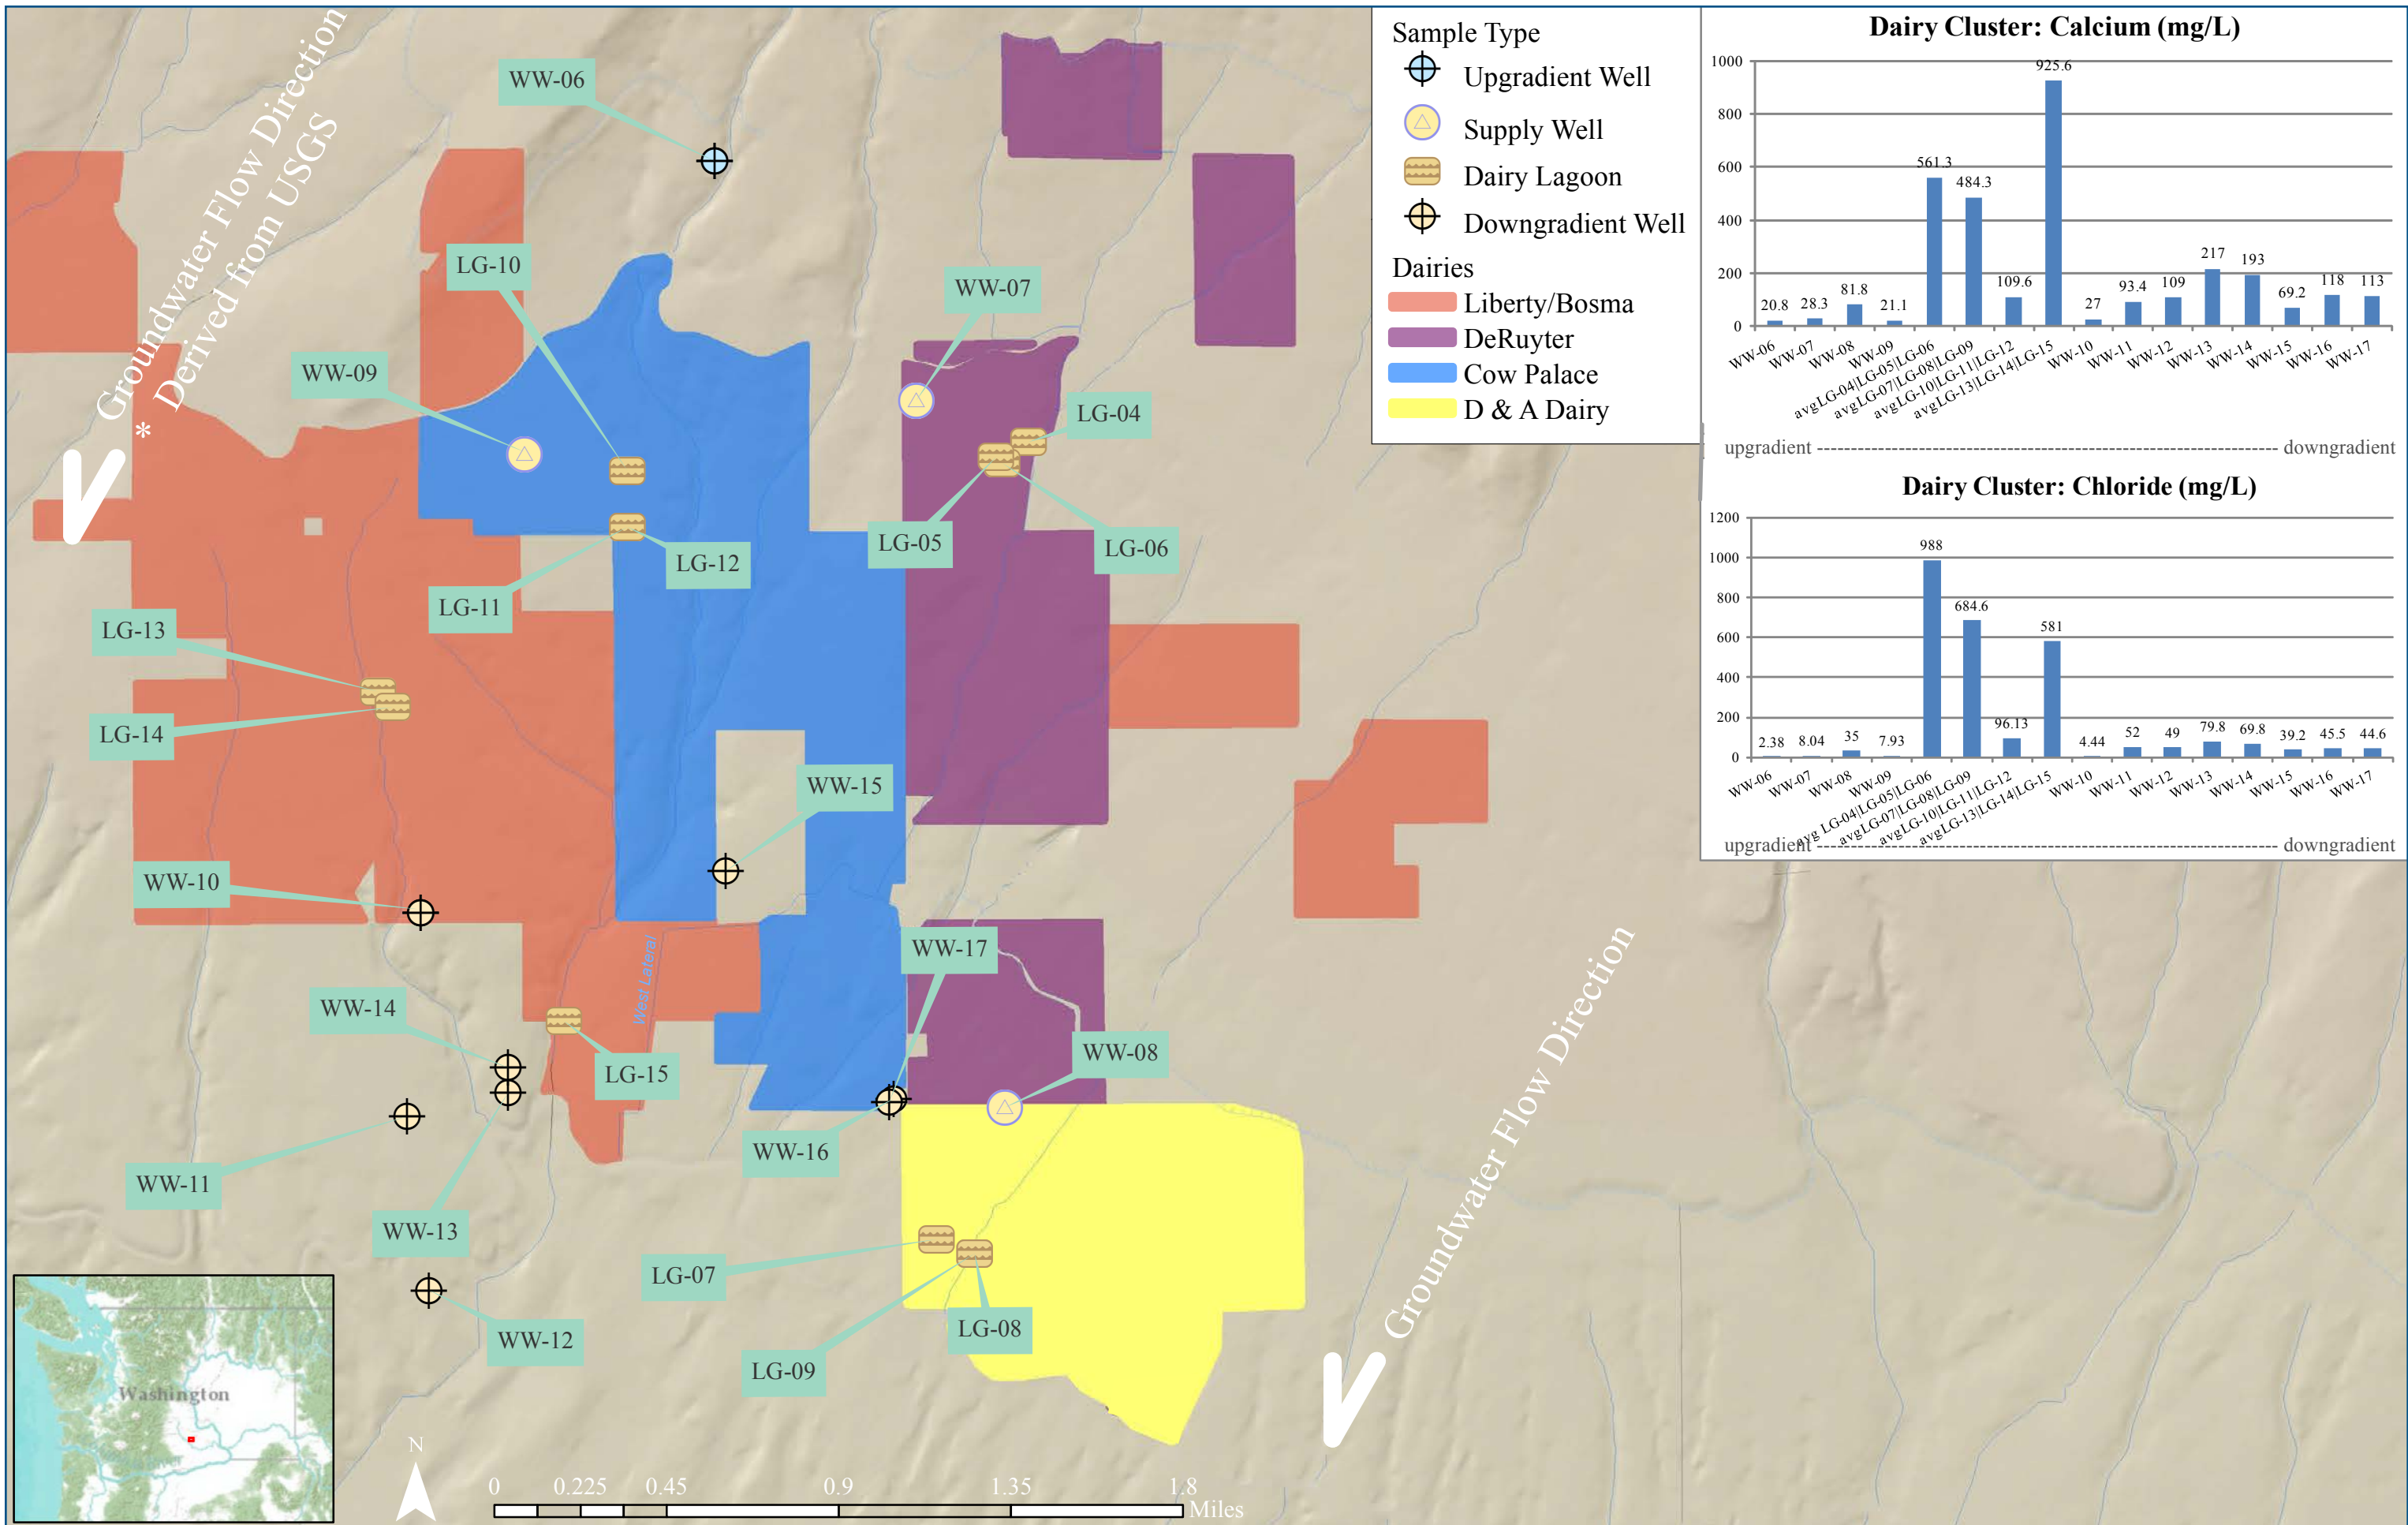 Groundwater Flow Direction
* Derived from USGS
WW-06
LG-10
WW-09
WW-07
LG-04
LG-05
LG-06
LG-12
LG-11
LG-13
LG-14
WW-15
WW-10
WW-17
WW-14
West Lateral
WW-08
LG-15
WW-16
WW-11
WW-13
LG-07
LG-08
WW-12
LG-09
Groundwater Flow Direction
Washington
N
0 0.225 0.45 0.9 1.35 1.8
Miles
Sample Type
Upgradient Well
Supply Well
Dairy Lagoon
Downgradient Well
Dairies
Liberty/Bosma
DeRuyter
Cow Palace
D & A Dairy
Dairy Cluster: Calcium (mg/L)
1000
800
600
400
200
0
20.8 28.3 81.8 21.1 561.3 484.3 109.6 925.6 27 93.4 109 217 193 69.2 118 113
WW-06 WW-07 WW-08 WW-09 avgLG-04|LG-05|LG-06 avgLG-07|LG-08|LG-09 avgLG-10|LG-11|LG-12 avgLG-13|LG-14|LG-15 WW-10 WW-11 WW-12 WW-13 WW-14 WW-15 WW-16 WW-17
upgradient ---------------------------------------------------------------------- downgradient
Dairy Cluster: Chloride (mg/L)
1200
1000
800
600
400
200
0
2.38 8.04 35 7.93 988 684.6 96.13 581 4.44 52 49 79.8 69.8 39.2 45.5 44.6
WW-06 WW-07 WW-08 WW-09 avg LG-04|LG-05|LG-06 avgLG-07|LG-08|LG-09 avgLG-10|LG-11|LG-12 avgLG-13|LG-14|LG-15 WW-10 WW-11 WW-12 WW-13 WW-14 WW-15 WW-16 WW-17
upgradient ---------------------------------------------------------------------- downgradient